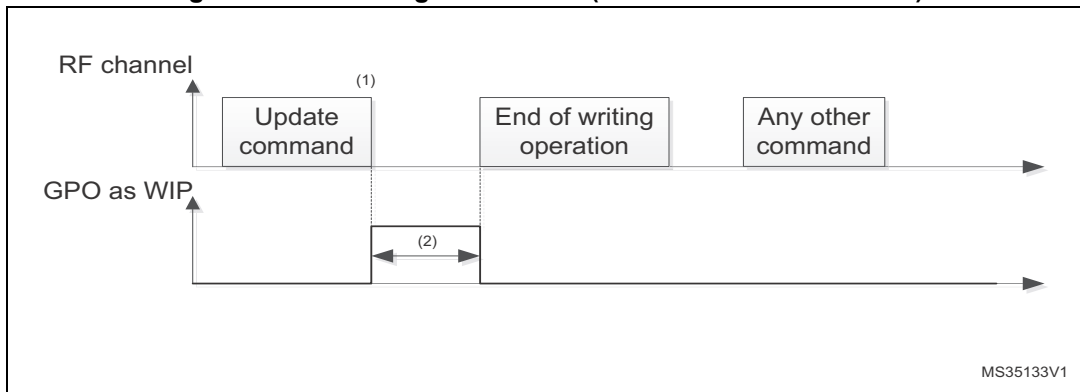 RF channel
(1)
Update
command
End of writing
operation
Any other
command
GPO as WIP
(2)
MS35133V1